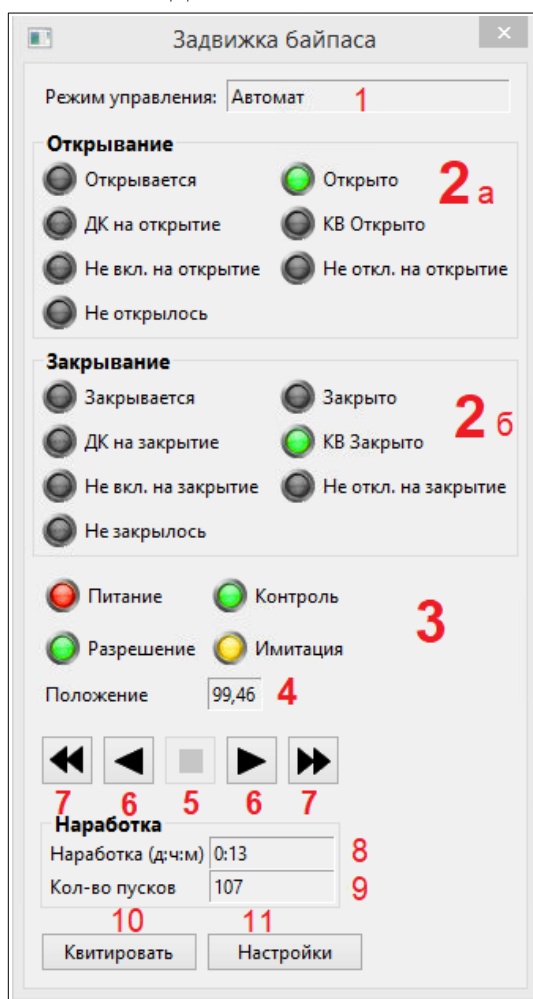 Задвижка байпаса
Режим управления: Автомат 1
Открывание
Открывается Открыто 2 а
ДК на открытие КВ Открыто
Не вкл. на открытие Не откл. на открытие
Не открылось
Закрывание
Закрывается Закрыто 2 б
ДК на закрытие КВ Закрыто
Не вкл. на закрытие Не откл. на закрытие
Не закрылось
Питание Контроль 3
Разрешение Имитация
Положение 99,46 4
7 6 5 6 7
Наработка
Наработка (д:ч:м) 0:13 8
Кол-во пусков 107 9
10 11
Квитировать Настройки